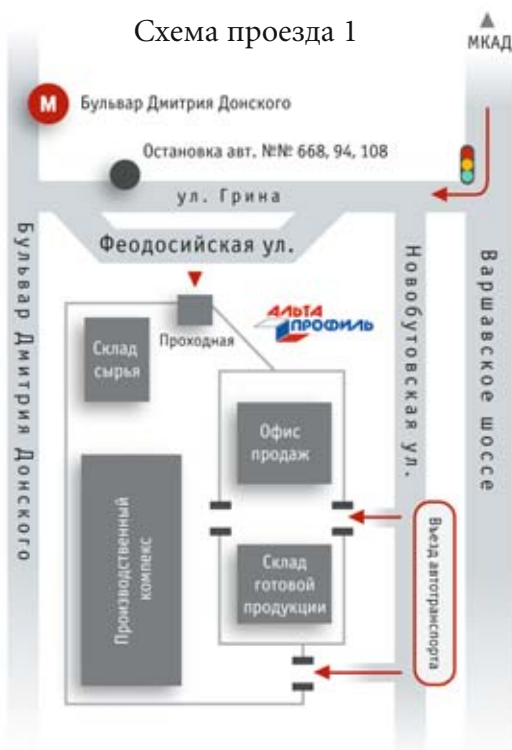 Схема проезда 1
МКАД
М
Бульвар Дмитрия Донского
Остановка авт. №№ 668, 94, 108
ул. Грина
Феодосийская ул.
Бульвар Дмитрия Донского
Новобутовская ул.
Варшавское шоссе
АЛЬТА
ПРОФИЛЬ
Проходная
Склад
сырья
Офис
продаж
Производственный
компекс
Склад
готовой
продукции
Въезд автотранспорта